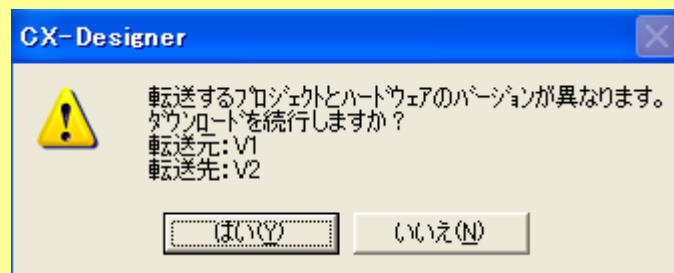 CX-Designer
転送するﾌﾟﾛｼﾞｪｸﾄとﾊｰﾄﾞｳｪｱのﾊﾞｰｼﾞｮﾝが異なります。
ﾀﾞｳﾝﾛｰﾄﾞを続行しますか？
転送元：V1
転送先：V2
はい(Y) いいえ(N)